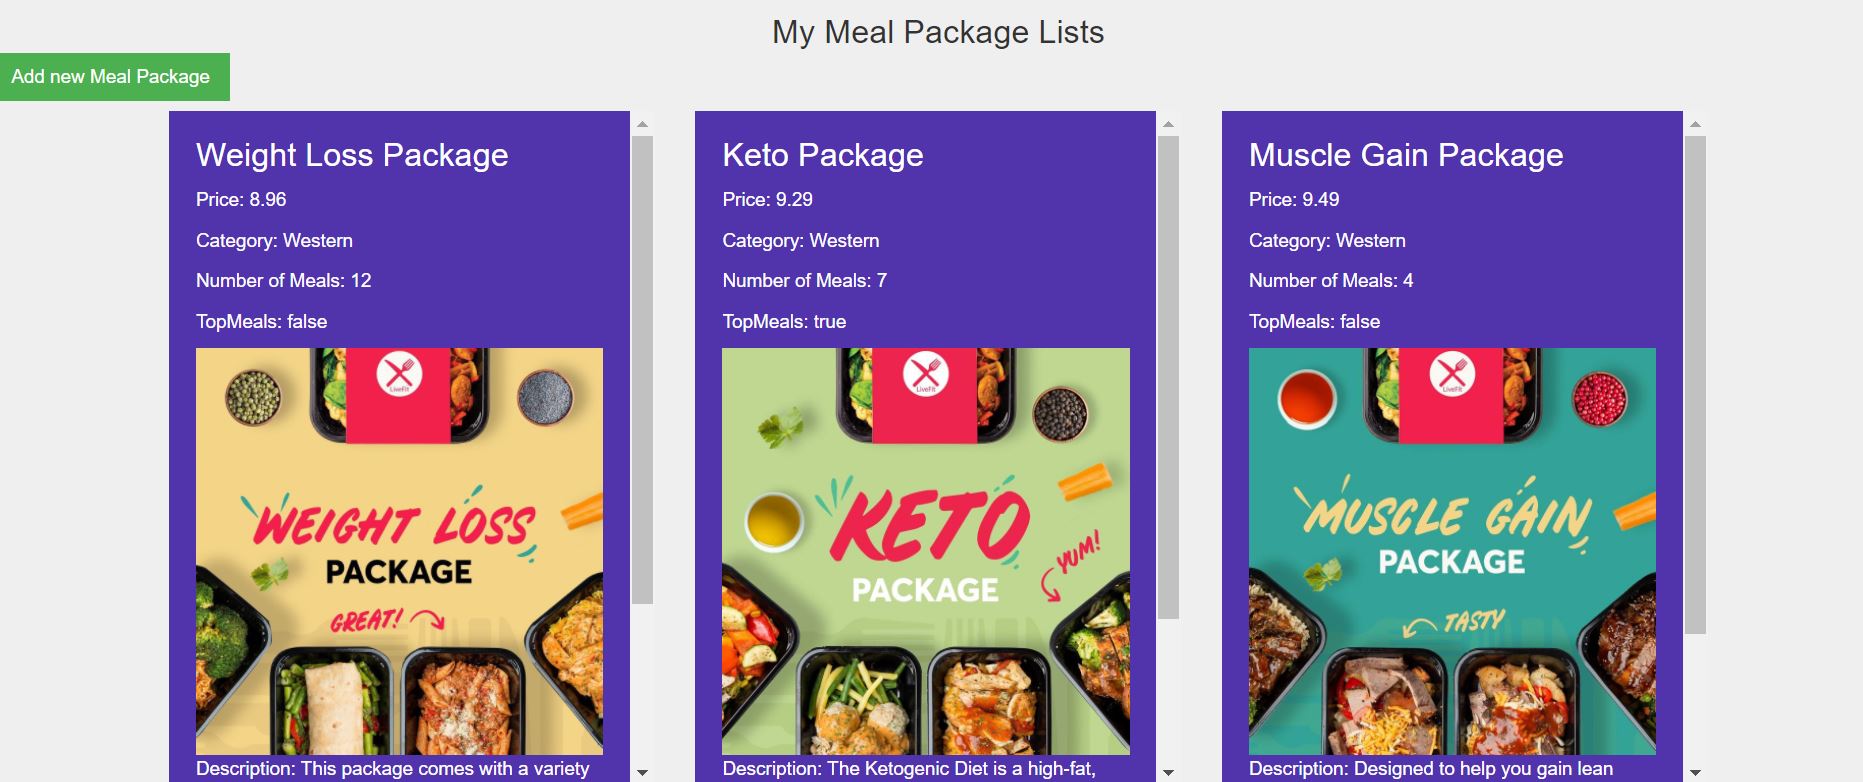 My Meal Package Lists
Add new Meal Package
Weight Loss Package
Price: 8.96
Category: Western
Number of Meals: 12
TopMeals: false
LiveFit
WEIGHT LOSS
PACKAGE
GREAT!
Description: This package comes with a variety
Keto Package
Price: 9.29
Category: Western
Number of Meals: 7
TopMeals: true
LiveFit
KETO
YUM!
PACKAGE
Description: The Ketogenic Diet is a high-fat,
Muscle Gain Package
Price: 9.49
Category: Western
Number of Meals: 4
TopMeals: false
LiveFit
MUSCLE GAIN
PACKAGE
TASTY
Description: Designed to help you gain lean